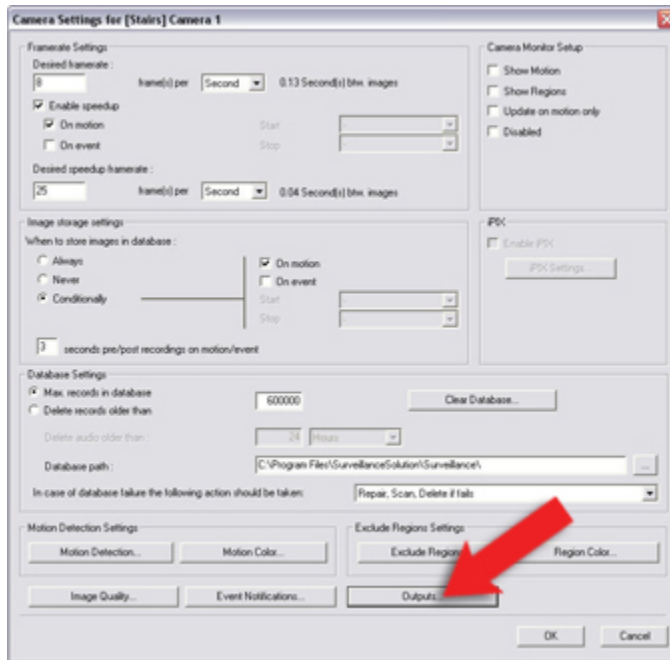 Camera Settings for [Stairs] Camera 1
Framerate Settings
Desired framerate :
8 frame(s) per Second 0.13 Second(s) btw. images
Enable speedup
On motion Start
On event Stop
Desired speedup framerate :
25 frame(s) per Second 0.04 Second(s) btw. images
Camera Monitor Setup
Show Motion
Show Regions
Update on motion only
Disabled
Image storage settings
When to store images in database :
Always
Never
Conditionally
On motion
On event
Start
Stop
3 seconds pre/post recordings on motion/event
iPIX
Enable iPIX
iPIX Settings...
Database Settings
Max. records in database 600000 Clear Database...
Delete records older than
Delete audio older than : 24 Hours
Database path : C:\Program Files\SurveillanceSolution\Surveillance\ ...
In case of database failure the following action should be taken: Repair, Scan, Delete if fails
Motion Detection Settings
Motion Detection... Motion Color...
Exclude Regions Settings
Exclude Region Region Color...
Image Quality... Event Notifications... Outputs...
OK Cancel